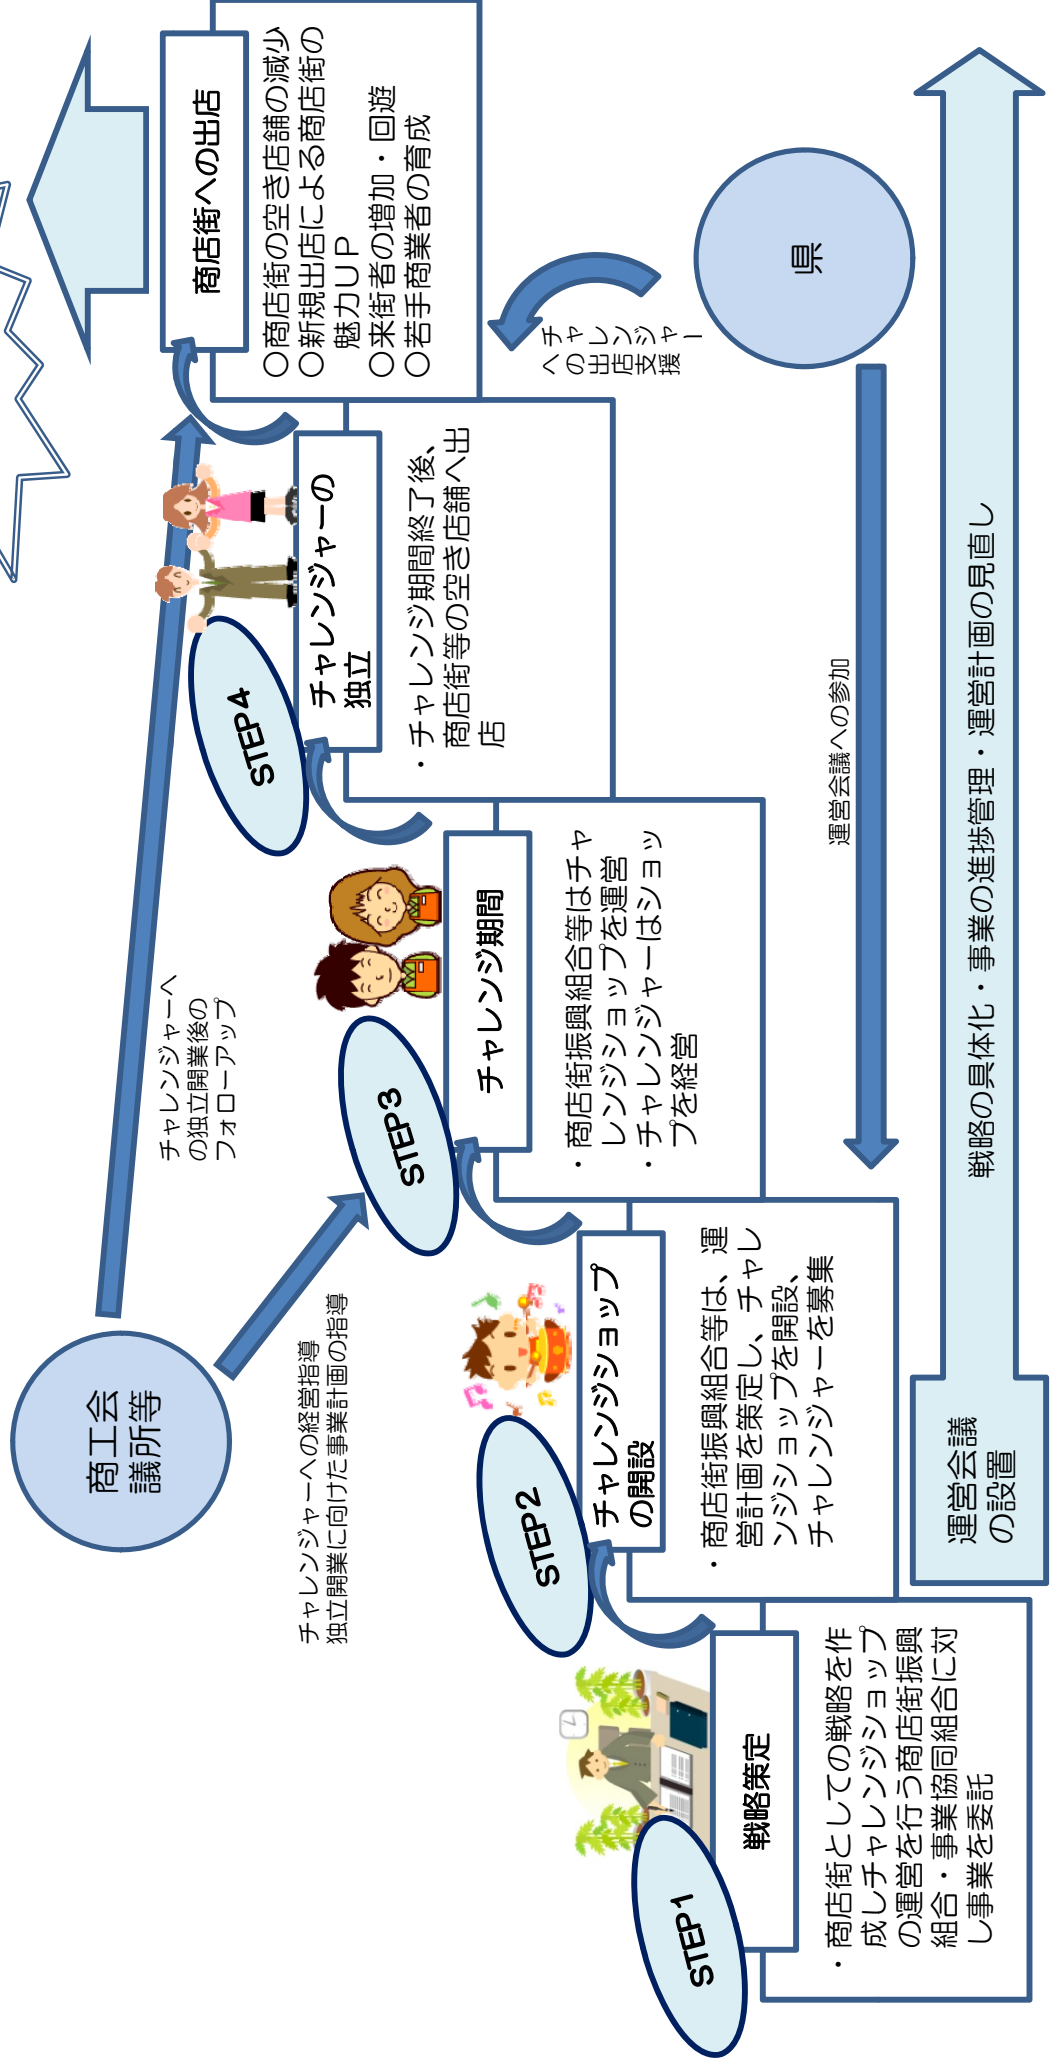 商工会
議所等
チャレンジャーへの経営指導
独立開業に向けた事業計画の指導
チャレンジャーへ
の独立開業後の
フォローアップ
STEP1
戦略策定
・商店街としての戦略を作
成しチャレンジショップ
の運営を行う商店街振興
組合・事業協同組合に対
し事業を委託
STEP2
チャレンジショップ
の開設
・商店街振興組合等は、運
営計画を策定し、チャレ
ンジショップを開設、
チャレンジャーを募集
STEP3
チャレンジ期間
・商店街振興組合等はチャ
レンジショップを運営
・チャレンジャーはショッ
プを経営
STEP4
チャレンジャーの
独立
・チャレンジ期間終了後、
商店街等の空き店舗へ出
店
商店街への出店
○商店街の空き店舗の減少
○新規出店による商店街の
魅力UP
○来街者の増加・回遊
○若手商業者の育成
チャレンジャー
への出店支
援
県
運営会議への参加
運営会議
の設置
戦略の具体化・事業の進捗管理・運営計画の見直し